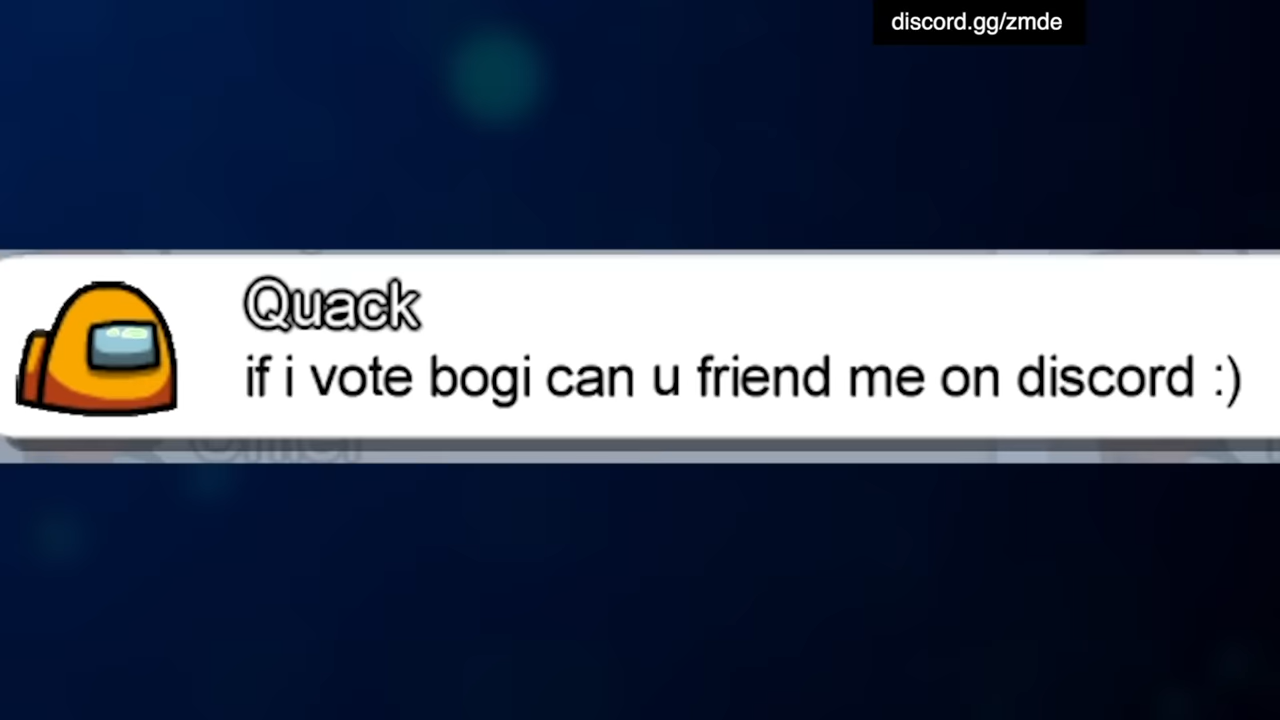 discord.gg/zmde
Quack
if i vote bogi can u friend me on discord :)